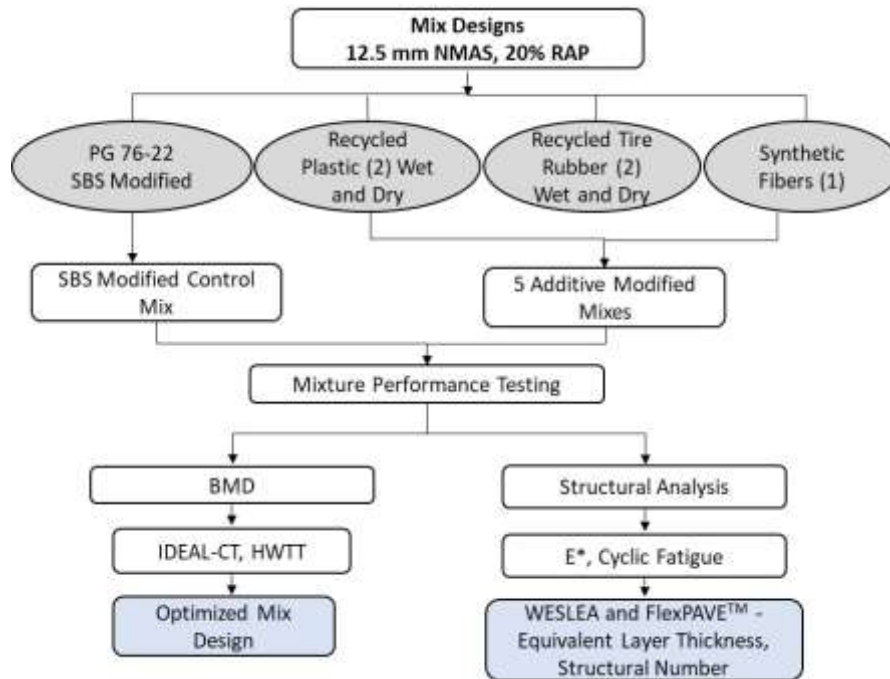 Mix Designs
12.5 mm NMAS, 20% RAP
PG 76-22
SBS Modified
Recycled
Plastic (2) Wet
and Dry
Recycled Tire
Rubber (2)
Wet and Dry
Synthetic
Fibers (1)
SBS Modified Control
Mix
5 Additive Modified
Mixes
Mixture Performance Testing
BMD
Structural Analysis
IDEAL-CT, HWTT
E*, Cyclic Fatigue
Optimized Mix
Design
WESLEA and FlexPAVE™ -
Equivalent Layer Thickness,
Structural Number